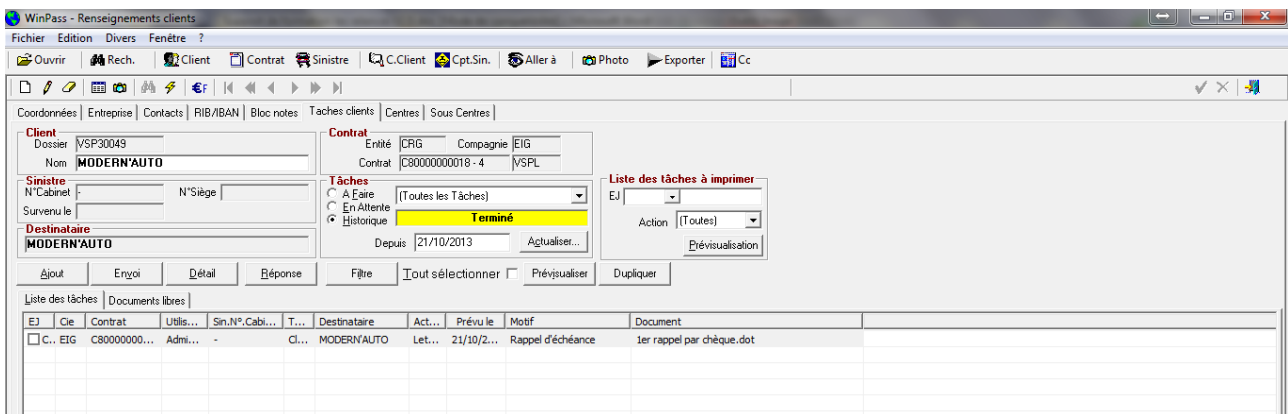 WinPass - Renseignements clients
Fichier Edition Divers Fenêtre ?
Ouvrir Rech. Client Contrat Sinistre C.Client Cpt.Sin. Aller à Photo Exporter Cc
€F
Coordonnées Entreprise Contacts RIB/IBAN Bloc notes Taches clients Centres Sous Centres
Client
Dossier VSP30049
Nom MODERN'AUTO
Contrat
Entité CRG Compagnie EIG
Contrat C80000000018 - 4 VSPL
Sinistre
N°Cabinet - N°Siège
Survenu le
Destinataire
MODERN'AUTO
Tâches
A Faire (Toutes les Tâches)
En Attente
Historique Terminé
Depuis 21/10/2013 Actualiser...
Liste des tâches à imprimer
EJ
Action (Toutes)
Prévisualisation
Ajout Envoi Détail Réponse Filtre Tout sélectionner Prévisualiser Dupliquer
Liste des tâches Documents libres
EJ Cie Contrat Utilis... Sin.N°.Cabi... T... Destinataire Act... Prévu le Motif Document
C.. EIG C80000000... Admi... - Cl... MODERN'AUTO Let... 21/10/2... Rappel d'échéance 1er rappel par chèque.dot